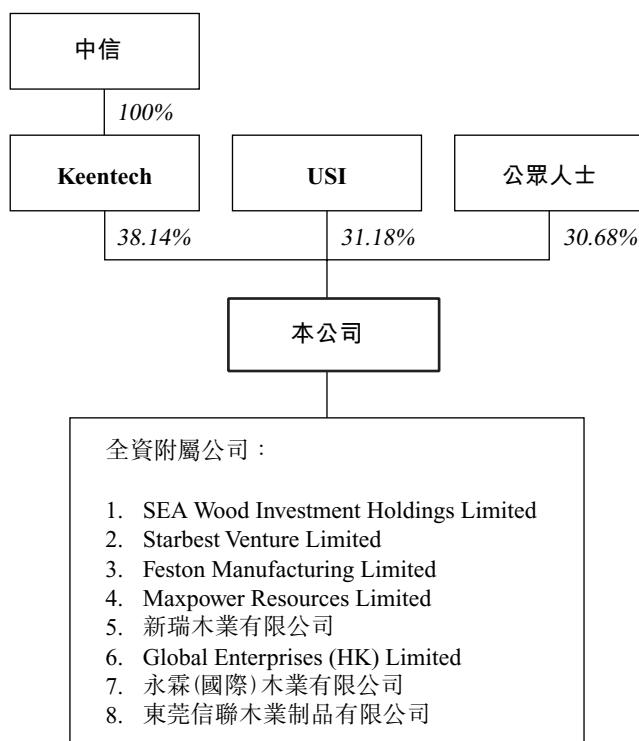 中信
100%
Keentech
USI
公眾人士
38.14%
31.18%
30.68%
本公司
全資附屬公司：
1. SEA Wood Investment Holdings Limited
2. Starbest Venture Limited
3. Feston Manufacturing Limited
4. Maxpower Resources Limited
5. 新瑞木業有限公司
6. Global Enterprises (HK) Limited
7. 永霖(國際)木業有限公司
8. 東莞信聯木業制品有限公司